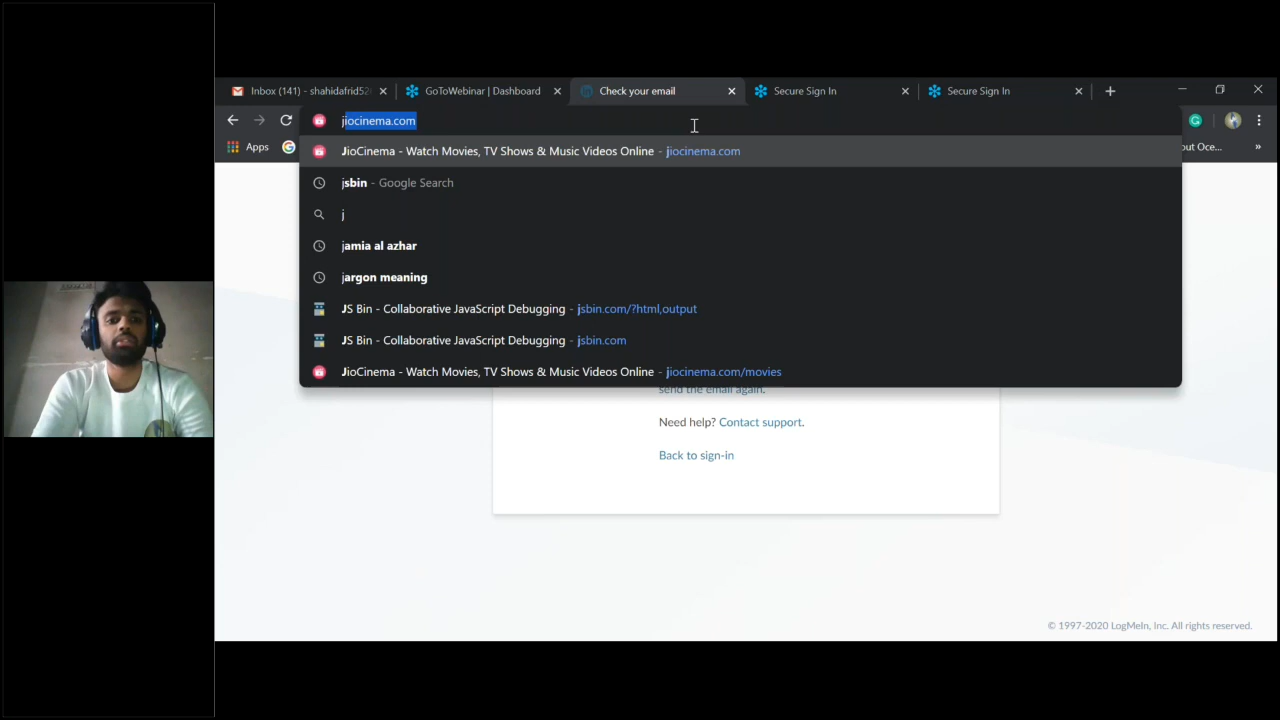 Inbox (141) - shahidafrid52
GoToWebinar | Dashboard
Check your email
Secure Sign In
Secure Sign In
jiocinema.com
Apps
out Oce...
JioCinema - Watch Movies, TV Shows & Music Videos Online - jiocinema.com
jsbin - Google Search
j
jamia al azhar
jargon meaning
JS Bin - Collaborative JavaScript Debugging - jsbin.com/?html,output
JS Bin - Collaborative JavaScript Debugging - jsbin.com
JioCinema - Watch Movies, TV Shows & Music Videos Online - jiocinema.com/movies
send the email again.
Need help? Contact support.
Back to sign-in
© 1997-2020 LogMeIn, Inc. All rights reserved.